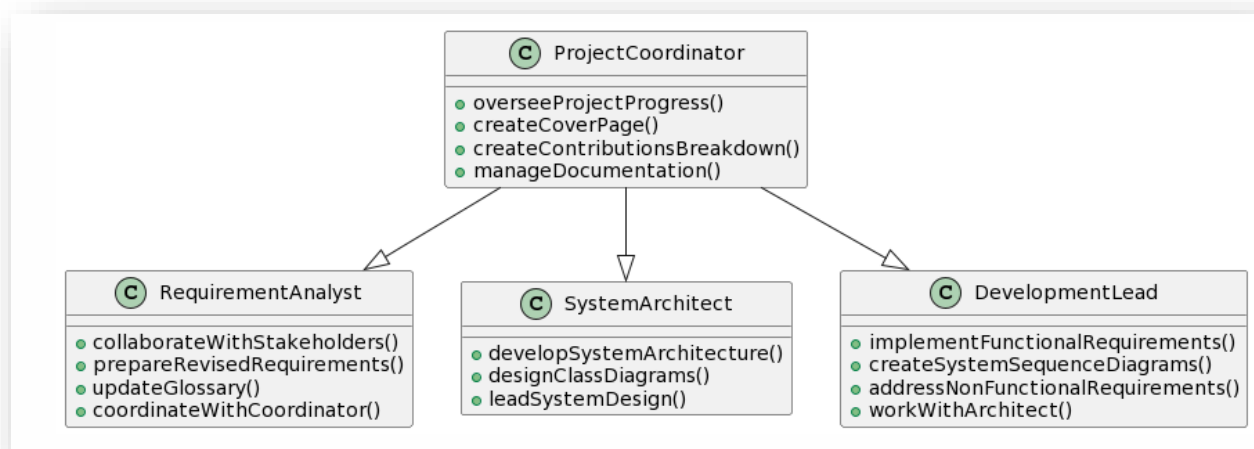 C ProjectCoordinator
overseeProjectProgress()
createCoverPage()
createContributionsBreakdown()
manageDocumentation()
C RequirementAnalyst
collaborateWithStakeholders()
prepareRevisedRequirements()
updateGlossary()
coordinateWithCoordinator()
C SystemArchitect
developSystemArchitecture()
designClassDiagrams()
leadSystemDesign()
C DevelopmentLead
implementFunctionalRequirements()
createSystemSequenceDiagrams()
addressNonFunctionalRequirements()
workWithArchitect()